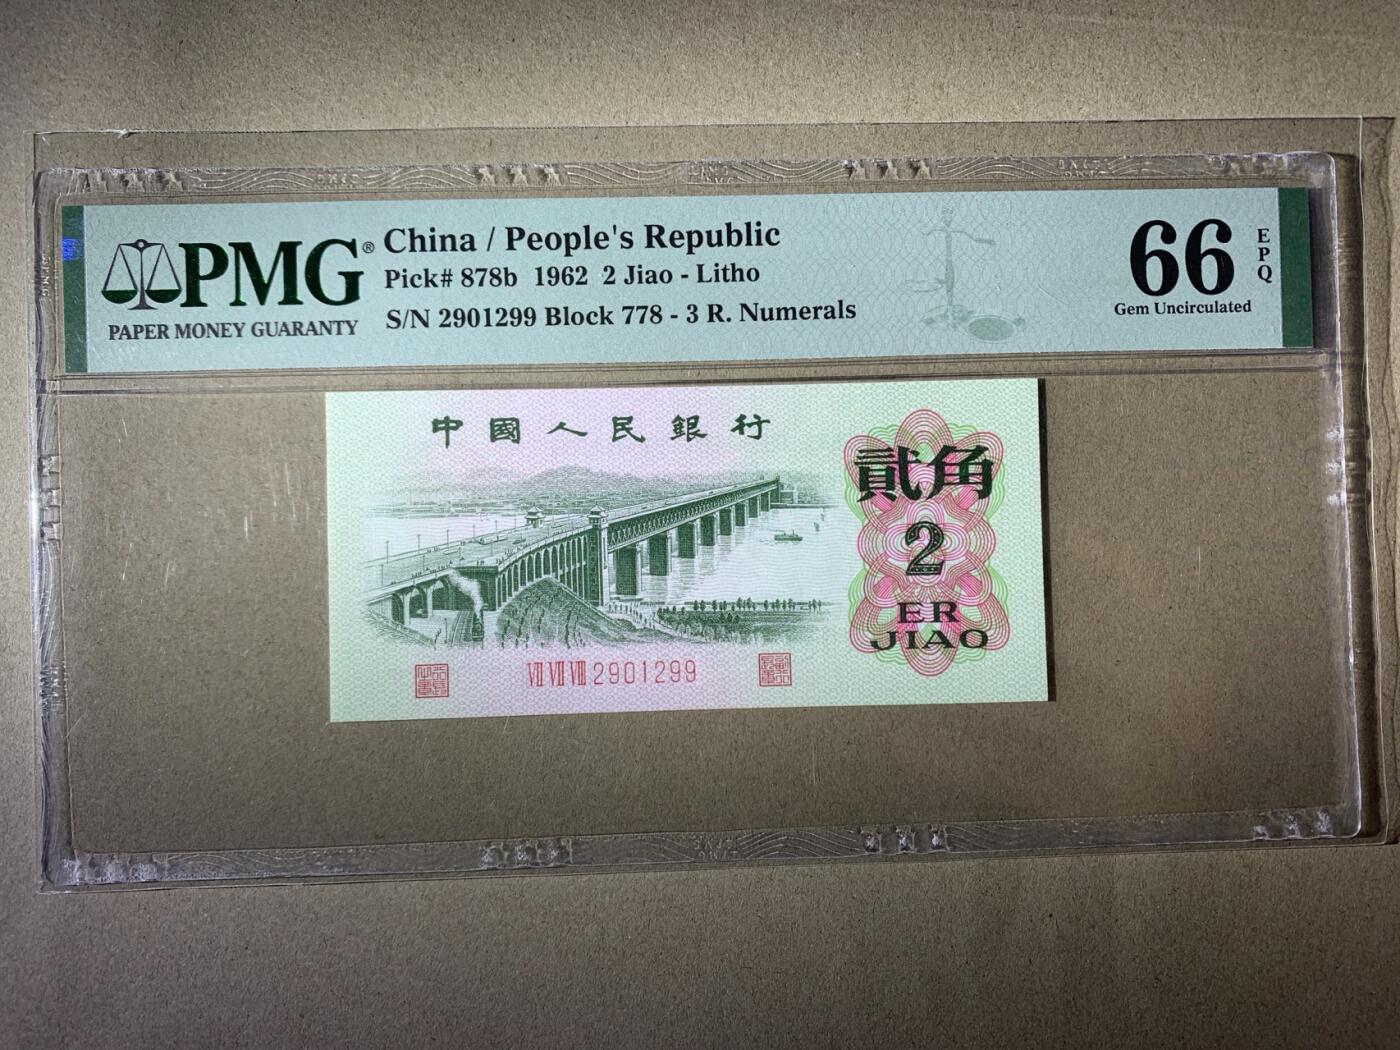 PMG®
PAPER MONEY GUARANTY
China / People's Republic
Pick# 878b 1962 2 Jiao - Litho
S/N 2901299 Block 778 - 3 R. Numerals
66
EPQ
Gem Uncirculated
中國人民銀行
貳角
2
ER
JIAO
VII VII VIII 2901299